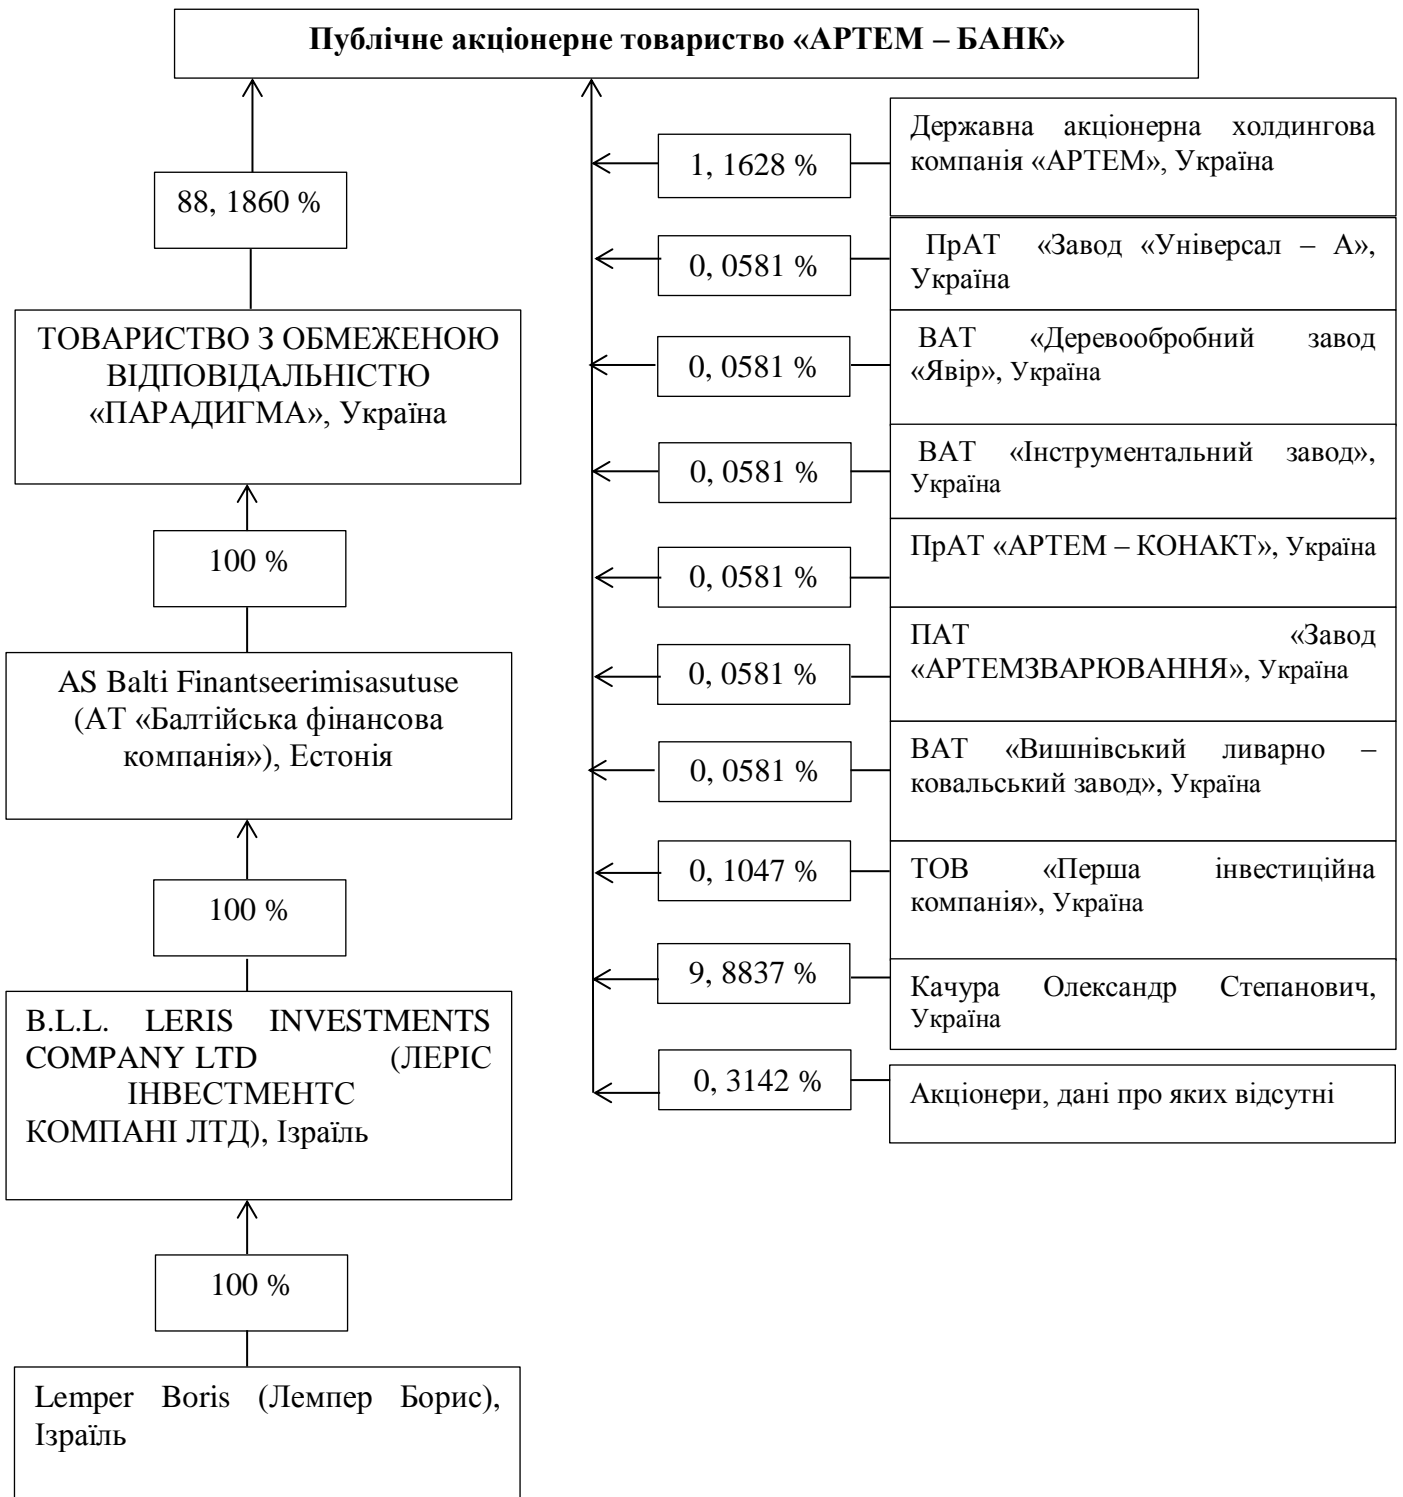 Публічне акціонерне товариство «АРТЕМ – БАНК»
88, 1860 %
ТОВАРИСТВО З ОБМЕЖЕНОЮ
ВІДПОВІДАЛЬНІСТЮ
«ПАРАДИГМА», Україна
100 %
AS Balti Finantseerimisasutuse
(АТ «Балтійська фінансова
компанія»), Естонія
100 %
B.L.L. LERIS INVESTMENTS
COMPANY LTD (ЛЕРІС
ІНВЕСТМЕНТС
КОМПАНІ ЛТД), Ізраїль
100 %
Lemper Boris (Лемпер Борис),
Ізраїль
1, 1628 %
Державна акціонерна холдингова
компанія «АРТЕМ», Україна
0, 0581 %
ПрАТ «Завод «Універсал – А»,
Україна
0, 0581 %
ВАТ «Деревообробний завод
«Явір», Україна
0, 0581 %
ВАТ «Інструментальний завод»,
Україна
0, 0581 %
ПрАТ «АРТЕМ – КОНАКТ», Україна
0, 0581 %
ПАТ «Завод
«АРТЕМЗВАРЮВАННЯ», Україна
0, 0581 %
ВАТ «Вишнівський ливарно –
ковальський завод», Україна
0, 1047 %
ТОВ «Перша інвестиційна
компанія», Україна
9, 8837 %
Качура Олександр Степанович,
Україна
0, 3142 %
Акціонери, дані про яких відсутні